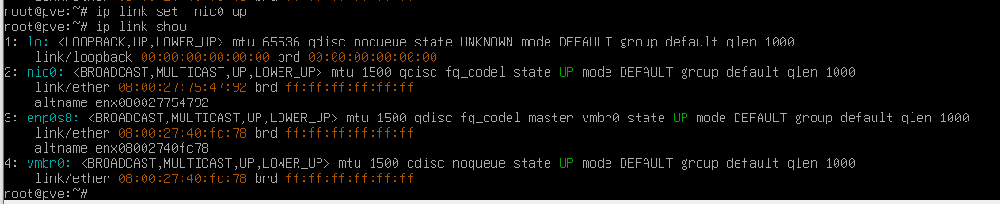 root@pve:~# ip link set  nic0 up
root@pve:~# ip link show
1: lo: <LOOPBACK,UP,LOWER_UP> mtu 65536 qdisc noqueue state UNKNOWN mode DEFAULT group default qlen 1000
    link/loopback 00:00:00:00:00:00 brd 00:00:00:00:00:00
2: nic0: <BROADCAST,MULTICAST,UP,LOWER_UP> mtu 1500 qdisc fq_codel state UP mode DEFAULT group default qlen 1000
    link/ether 08:00:27:75:47:92 brd ff:ff:ff:ff:ff:ff
    altname enx080027754792
3: enp0s8: <BROADCAST,MULTICAST,UP,LOWER_UP> mtu 1500 qdisc fq_codel master vmbr0 state UP mode DEFAULT group default qlen 1000
    link/ether 08:00:27:40:fc:78 brd ff:ff:ff:ff:ff:ff
    altname enx08002740fc78
4: vmbr0: <BROADCAST,MULTICAST,UP,LOWER_UP> mtu 1500 qdisc noqueue state UP mode DEFAULT group default qlen 1000
    link/ether 08:00:27:40:fc:78 brd ff:ff:ff:ff:ff:ff
root@pve:~#